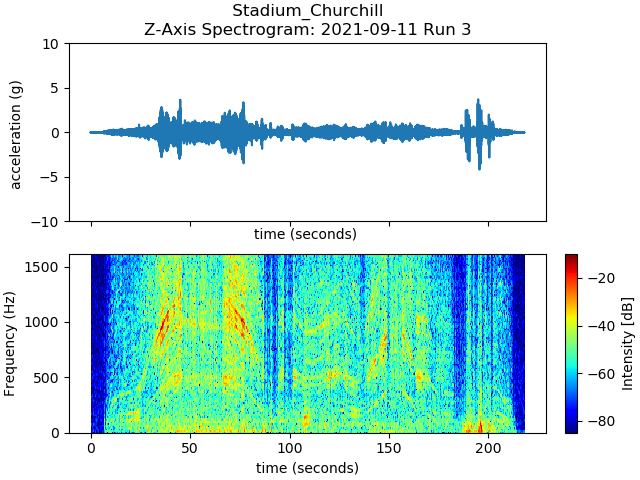 Stadium_Churchill
Z-Axis Spectrogram: 2021-09-11 Run 3
10
5
0
−5
−10
acceleration (g)
time (seconds)
1500
1000
500
0
Frequency (Hz)
0
50
100
150
200
time (seconds)
−20
−40
−60
−80
Intensity [dB]